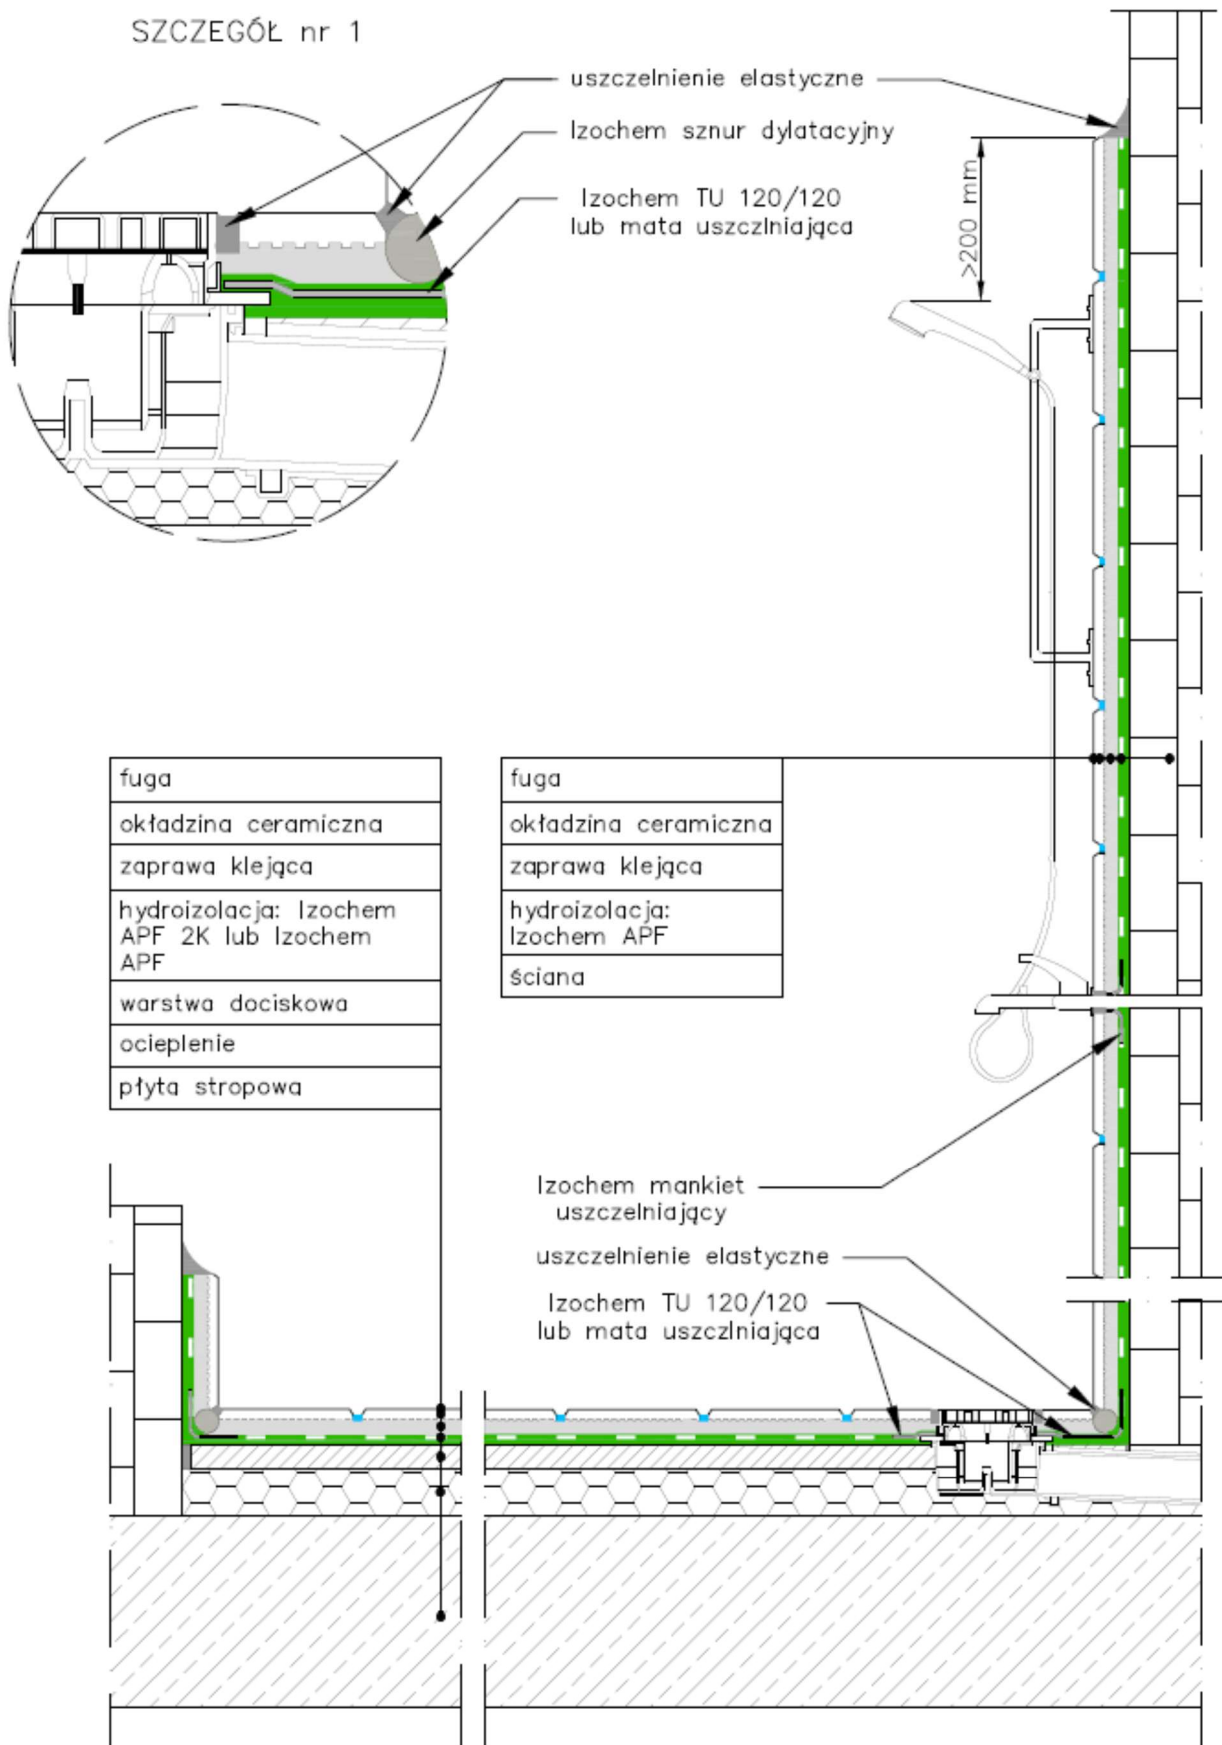 SZCZEGÓŁ nr 1
uszczelnienie elastyczne
Izochem sznur dylatacyjny
Izochem TU 120/120
lub mata uszczlniająca
>200 mm
fuga
okładzina ceramiczna
zaprawa klejąca
hydroizolacja: Izochem
APF 2K lub Izochem
APF
warstwa dociskowa
ocieplenie
płyta stropowa
fuga
okładzina ceramiczna
zaprawa klejąca
hydroizolacja:
Izochem APF
ściana
Izochem mankiet
uszczelniający
uszczelnienie elastyczne
Izochem TU 120/120
lub mata uszczlniająca